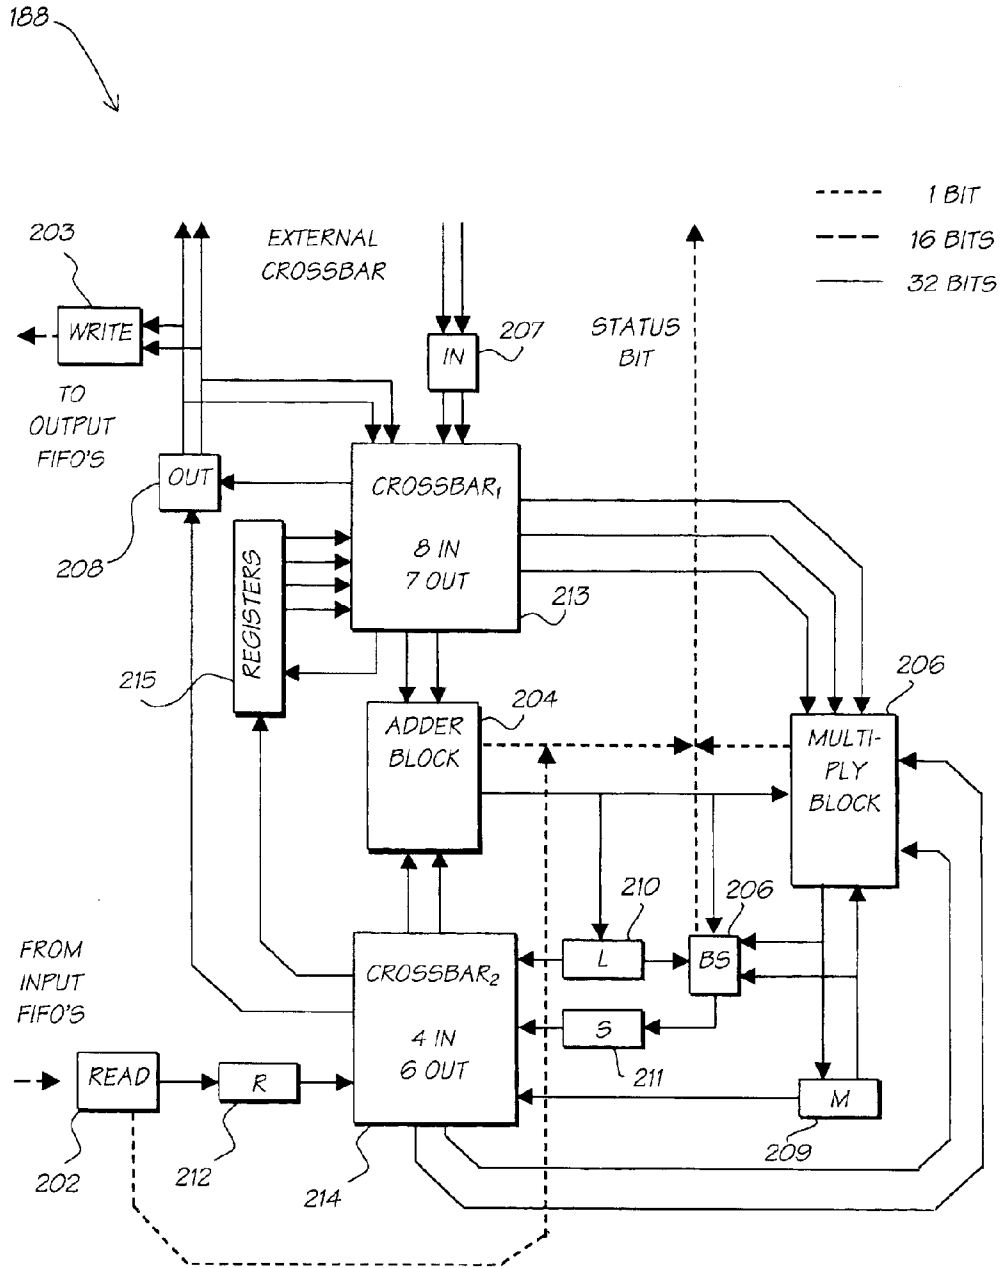 188
1 BIT
16 BITS
32 BITS
203
EXTERNAL
CROSSBAR
WRITE
IN
207
STATUS
BIT
TO
OUTPUT
FIFO'S
OUT
208
CROSSBAR₁
8 IN
7 OUT
213
REGISTERS
215
ADDER
BLOCK
204
206
MULTI-
PLY
BLOCK
210
206
L
BS
FROM
INPUT
FIFO'S
CROSSBAR₂
4 IN
6 OUT
S
211
READ
R
M
209
202
212
214